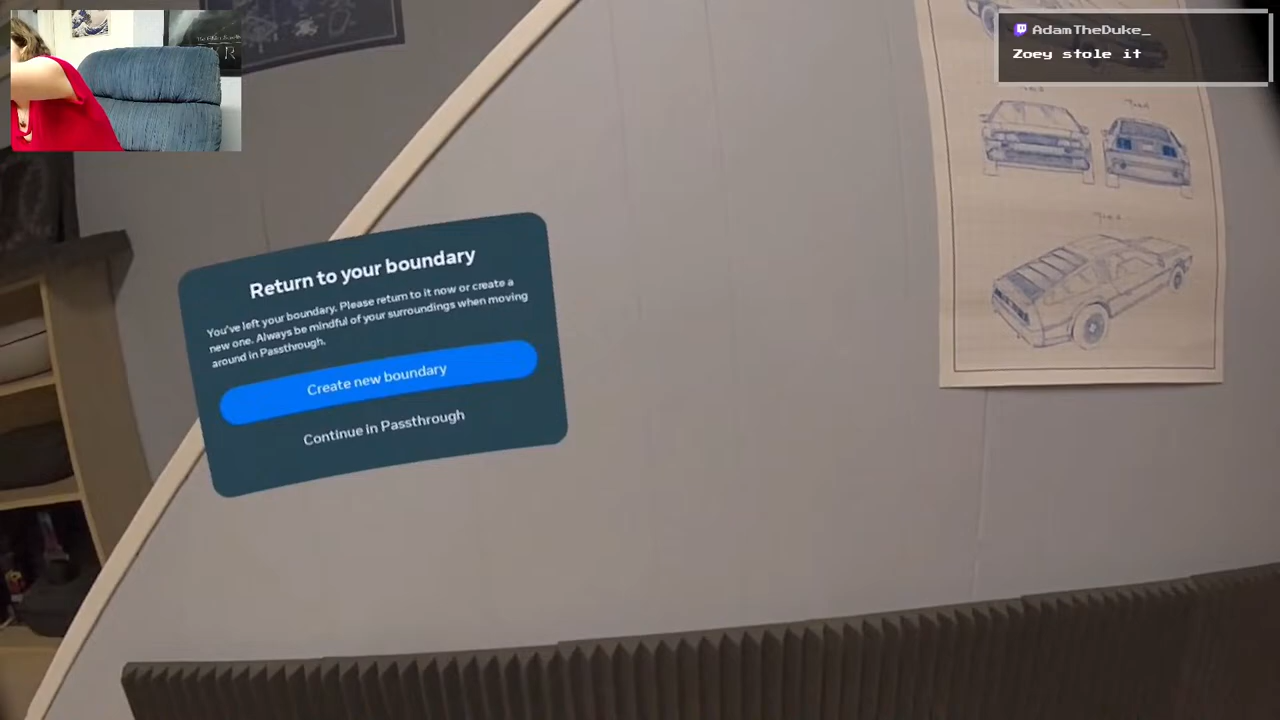 AdamTheDuke_
Zoey stole it
Return to your boundary
You've left your boundary. Please return to it now or create a
new one. Always be mindful of your surroundings when moving
around in Passthrough.
Create new boundary
Continue in Passthrough